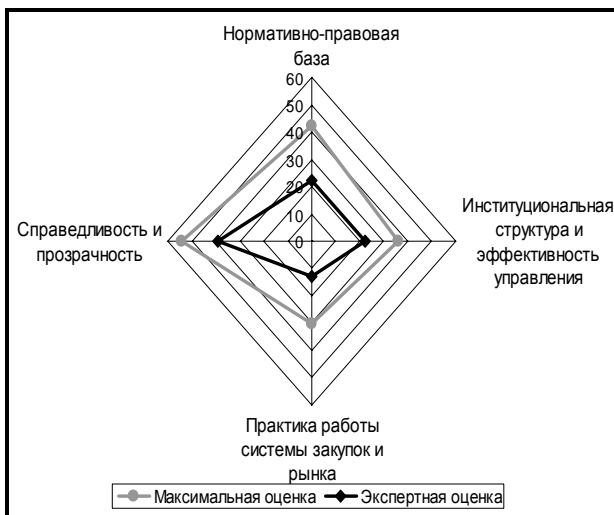 Нормативно-правовая
база
60
50
40
30
20
10
0
Справедливость и
прозрачность
Институциональная
структура и
эффективность
управления
Практика работы
системы закупок и
рынка
Максимальная оценка Экспертная оценка